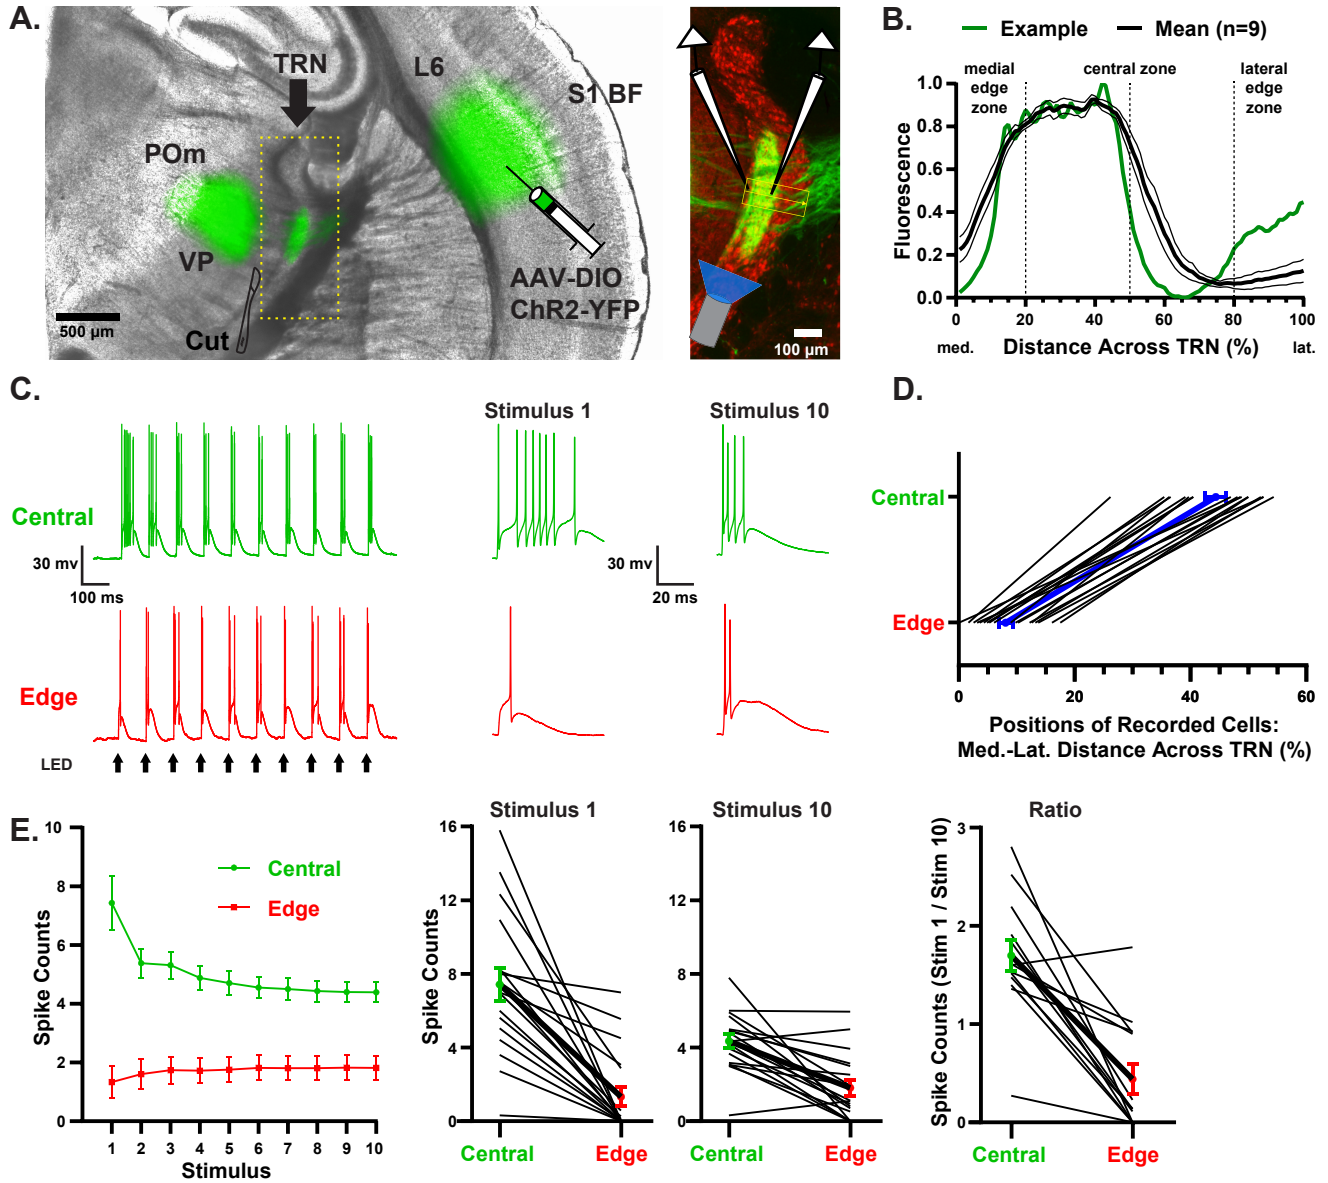 A.
TRN
L6
S1 BF
POm
VP
AAV-DIO
ChR2-YFP
Cut
500 µm
100 µm
B.
Example
Mean (n=9)
medial
edge
zone
central zone
lateral
edge
zone
Fluorescence
1.0
0.8
0.6
0.4
0.2
0.0
0 20 40 60 80 100
med.
Distance Across TRN (%)
lat.
C.
Stimulus 1
Stimulus 10
Central
30 mv
100 ms
30 mv
20 ms
Edge
LED
D.
Central
Edge
0 20 40 60
Positions of Recorded Cells:
Med.-Lat. Distance Across TRN (%)
E.
Spike Counts
10
8
6
4
2
0
Central
Edge
1 2 3 4 5 6 7 8 9 10
Stimulus
Stimulus 1
Spike Counts
16
12
8
4
0
Central
Edge
Stimulus 10
16
12
8
4
0
Central
Edge
Ratio
Spike Counts (Stim 1 / Stim 10)
3
2
1
0
Central
Edge